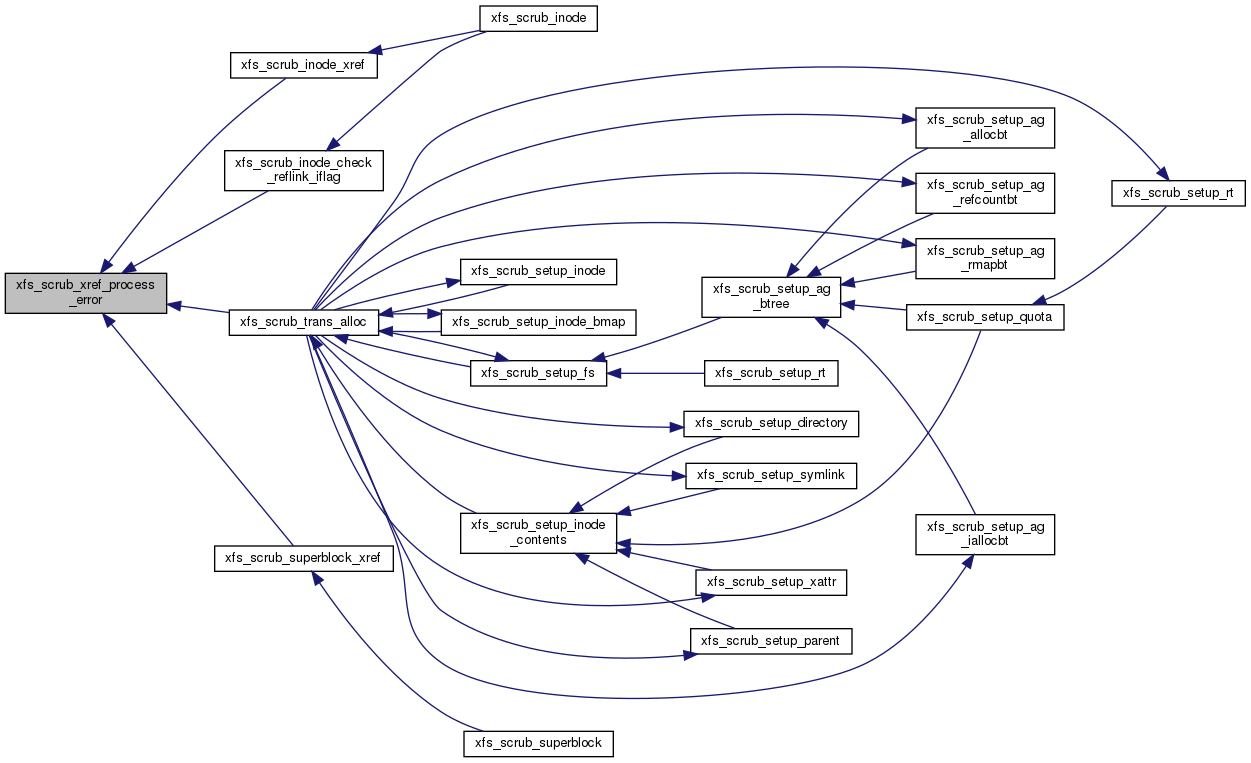 xfs_scrub_inode
xfs_scrub_inode_xref
xfs_scrub_setup_ag
_allocbt
xfs_scrub_inode_check
_reflink_iflag
xfs_scrub_setup_ag
_refcountbt
xfs_scrub_setup_rt
xfs_scrub_setup_ag
_rmapbt
xfs_scrub_setup_inode
xfs_scrub_xref_process
_error
xfs_scrub_setup_ag
_btree
xfs_scrub_trans_alloc
xfs_scrub_setup_inode_bmap
xfs_scrub_setup_quota
xfs_scrub_setup_fs
xfs_scrub_setup_rt
xfs_scrub_setup_directory
xfs_scrub_setup_symlink
xfs_scrub_setup_inode
_contents
xfs_scrub_setup_ag
_iallocbt
xfs_scrub_superblock_xref
xfs_scrub_setup_xattr
xfs_scrub_setup_parent
xfs_scrub_superblock